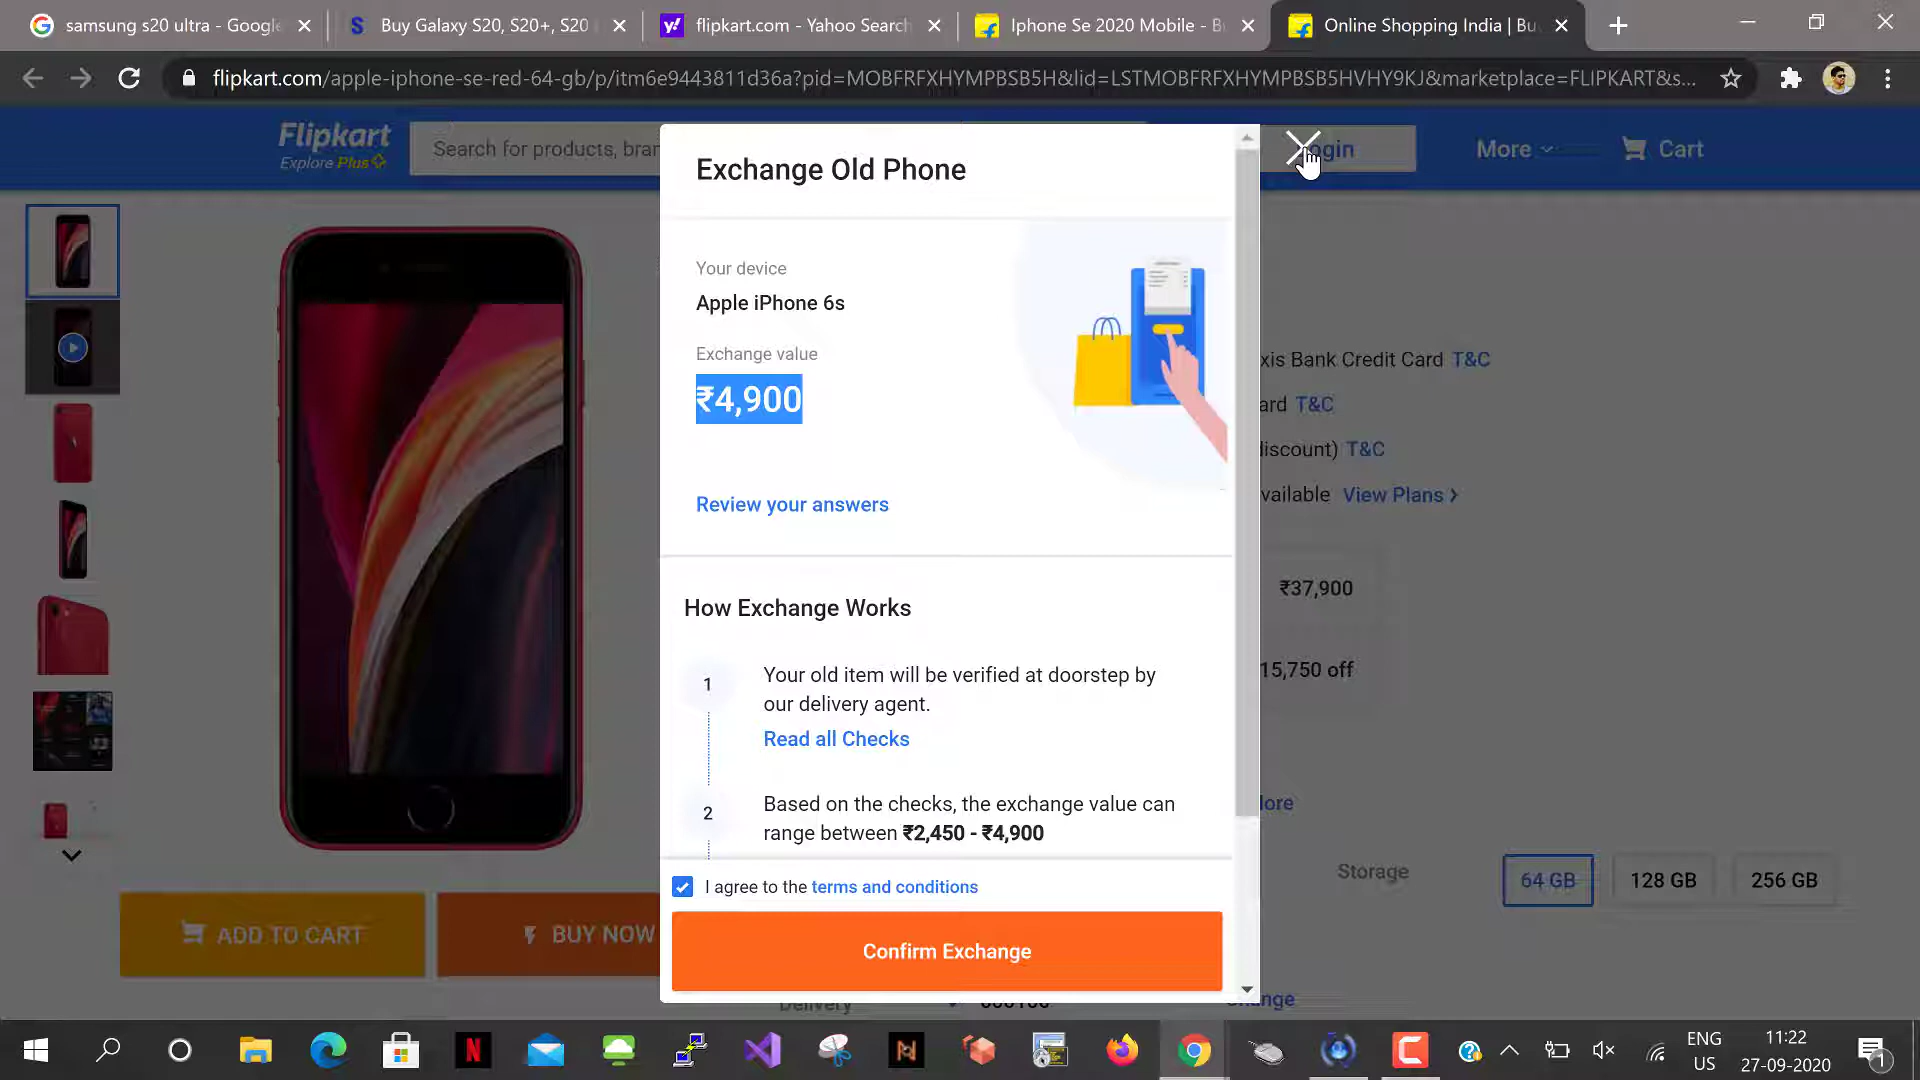 samsung s20 ultra - Google
Buy Galaxy S20, S20+, S20
flipkart.com - Yahoo Search
Iphone Se 2020 Mobile - B
Online Shopping India | Bu
flipkart.com/apple-iphone-se-red-64-gb/p/itm6e9443811d36a?pid=MOBFRFXHYMPBSB5H&lid=LSTMOBFRFXHYMPBSB5HVHY9KJ&marketplace=FLIPKART&s...
Flipkart
Explore Plus
Search for products, bran
Login
More
Cart
Exchange Old Phone
Your device
Apple iPhone 6s
Exchange value
₹4,900
Review your answers
How Exchange Works
1
Your old item will be verified at doorstep by
our delivery agent.
Read all Checks
2
Based on the checks, the exchange value can
range between ₹2,450 - ₹4,900
I agree to the terms and conditions
Confirm Exchange
xis Bank Credit Card T&C
ard T&C
iscount) T&C
vailable View Plans
₹37,900
15,750 off
ore
Storage
64 GB
128 GB
256 GB
ADD TO CART
BUY NOW
Delivery
Change
ENG
US
11:22
27-09-2020
1